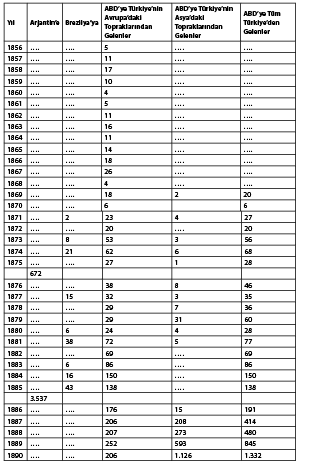 Yıl | Arjantin'e | Brezilya'ya | ABD'ye Türkiye'nin Avrupa'daki Topraklarından Gelenler | ABD'ye Türkiye'nin Asya'daki Topraklarından Gelenler | ABD'ye Tüm Türkiye'den Gelenler
1856 | .... | .... | 5 | .... | ....
1857 | .... | .... | 11 | .... | ....
1858 | .... | .... | 17 | .... | ....
1859 | .... | .... | 10 | .... | ....
1860 | .... | .... | 4 | .... | ....
1861 | .... | .... | 5 | .... | ....
1862 | .... | .... | 11 | .... | ....
1863 | .... | .... | 16 | .... | ....
1864 | .... | .... | 11 | .... | ....
1865 | .... | .... | 14 | .... | ....
1866 | .... | .... | 18 | .... | ....
1867 | .... | .... | 26 | .... | ....
1868 | .... | .... | 4 | .... | ....
1869 | .... | .... | 18 | 2 | 20
1870 | .... | .... | 6 | | 6
1871 | .... | 2 | 23 | 4 | 27
1872 | .... | .... | 20 | .... | 20
1873 | .... | 8 | 53 | 3 | 56
1874 | .... | 21 | 62 | 6 | 68
1875 | .... | .... | 27 | 1 | 28
672
1876 | .... | .... | 38 | 8 | 46
1877 | .... | 15 | 32 | 3 | 35
1878 | .... | .... | 29 | 7 | 36
1879 | .... | .... | 29 | 31 | 60
1880 | .... | 6 | 24 | 4 | 28
1881 | .... | 38 | 72 | 5 | 77
1882 | .... | .... | 69 | .... | 69
1883 | .... | 6 | 86 | .... | 86
1884 | .... | 16 | 150 | .... | 150
1885 | .... | 43 | 138 | .... | 138
3.537
1886 | .... | .... | 176 | 15 | 191
1887 | .... | .... | 206 | 208 | 414
1888 | .... | .... | 207 | 273 | 480
1889 | .... | .... | 252 | 593 | 845
1890 | .... | .... | 206 | 1.126 | 1.332